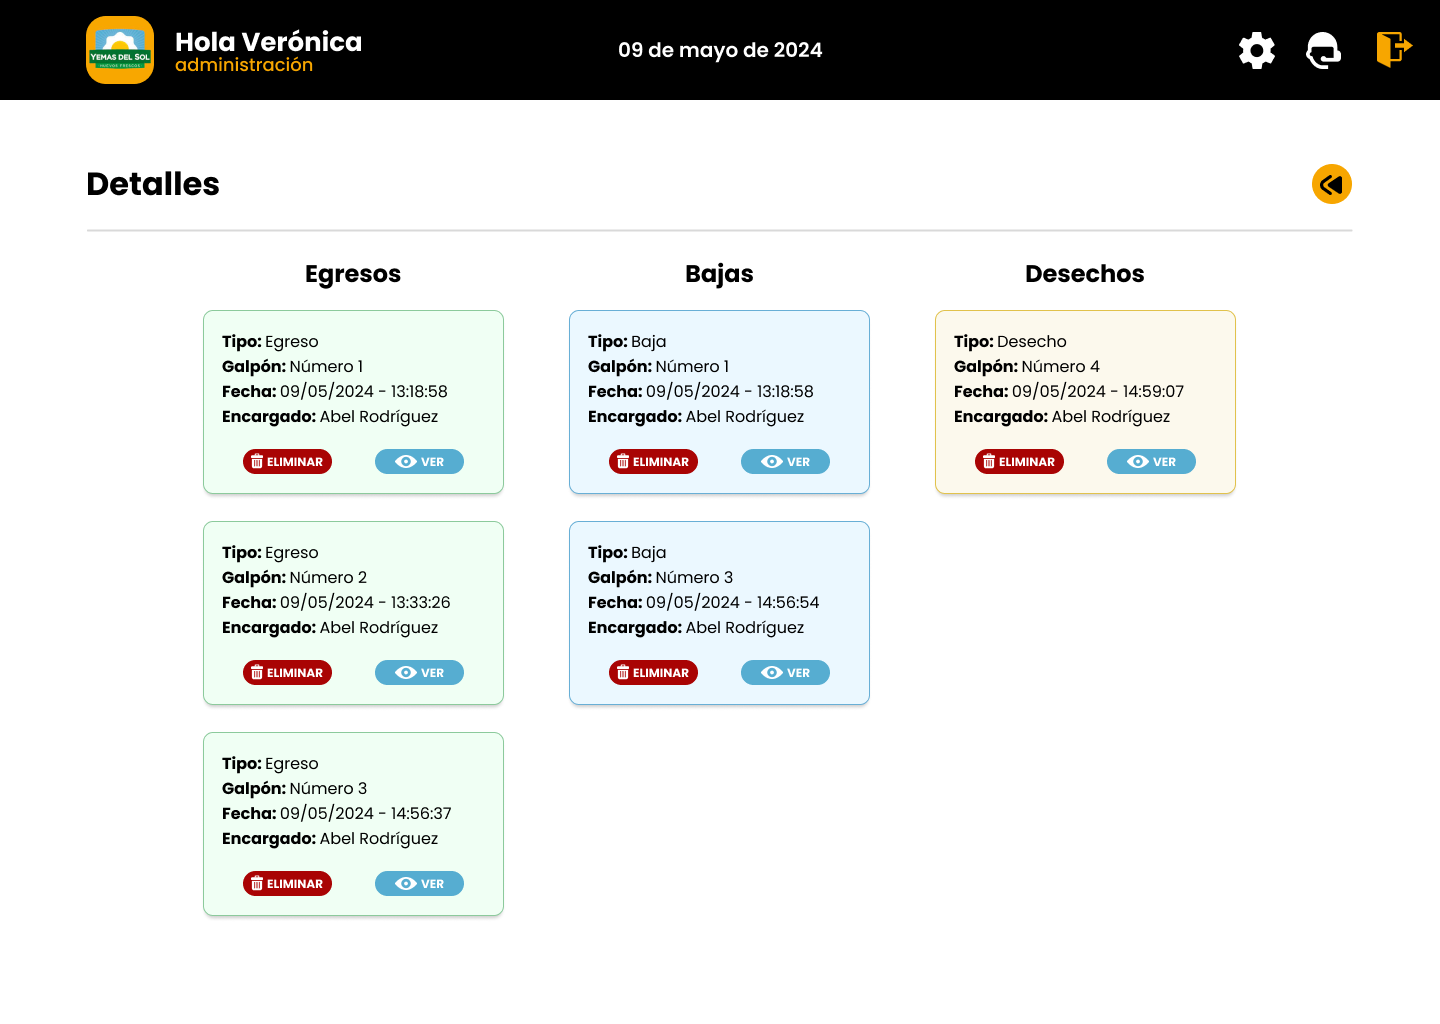 YEMAS DEL SOL
HUEVOS FRESCOS
Hola Verónica
administración
09 de mayo de 2024
Detalles
Egresos
Tipo: Egreso
Galpón: Número 1
Fecha: 09/05/2024 - 13:18:58
Encargado: Abel Rodríguez
ELIMINAR
VER
Tipo: Egreso
Galpón: Número 2
Fecha: 09/05/2024 - 13:33:26
Encargado: Abel Rodríguez
ELIMINAR
VER
Tipo: Egreso
Galpón: Número 3
Fecha: 09/05/2024 - 14:56:37
Encargado: Abel Rodríguez
ELIMINAR
VER
Bajas
Tipo: Baja
Galpón: Número 1
Fecha: 09/05/2024 - 13:18:58
Encargado: Abel Rodríguez
ELIMINAR
VER
Tipo: Baja
Galpón: Número 3
Fecha: 09/05/2024 - 14:56:54
Encargado: Abel Rodríguez
ELIMINAR
VER
Desechos
Tipo: Desecho
Galpón: Número 4
Fecha: 09/05/2024 - 14:59:07
Encargado: Abel Rodríguez
ELIMINAR
VER